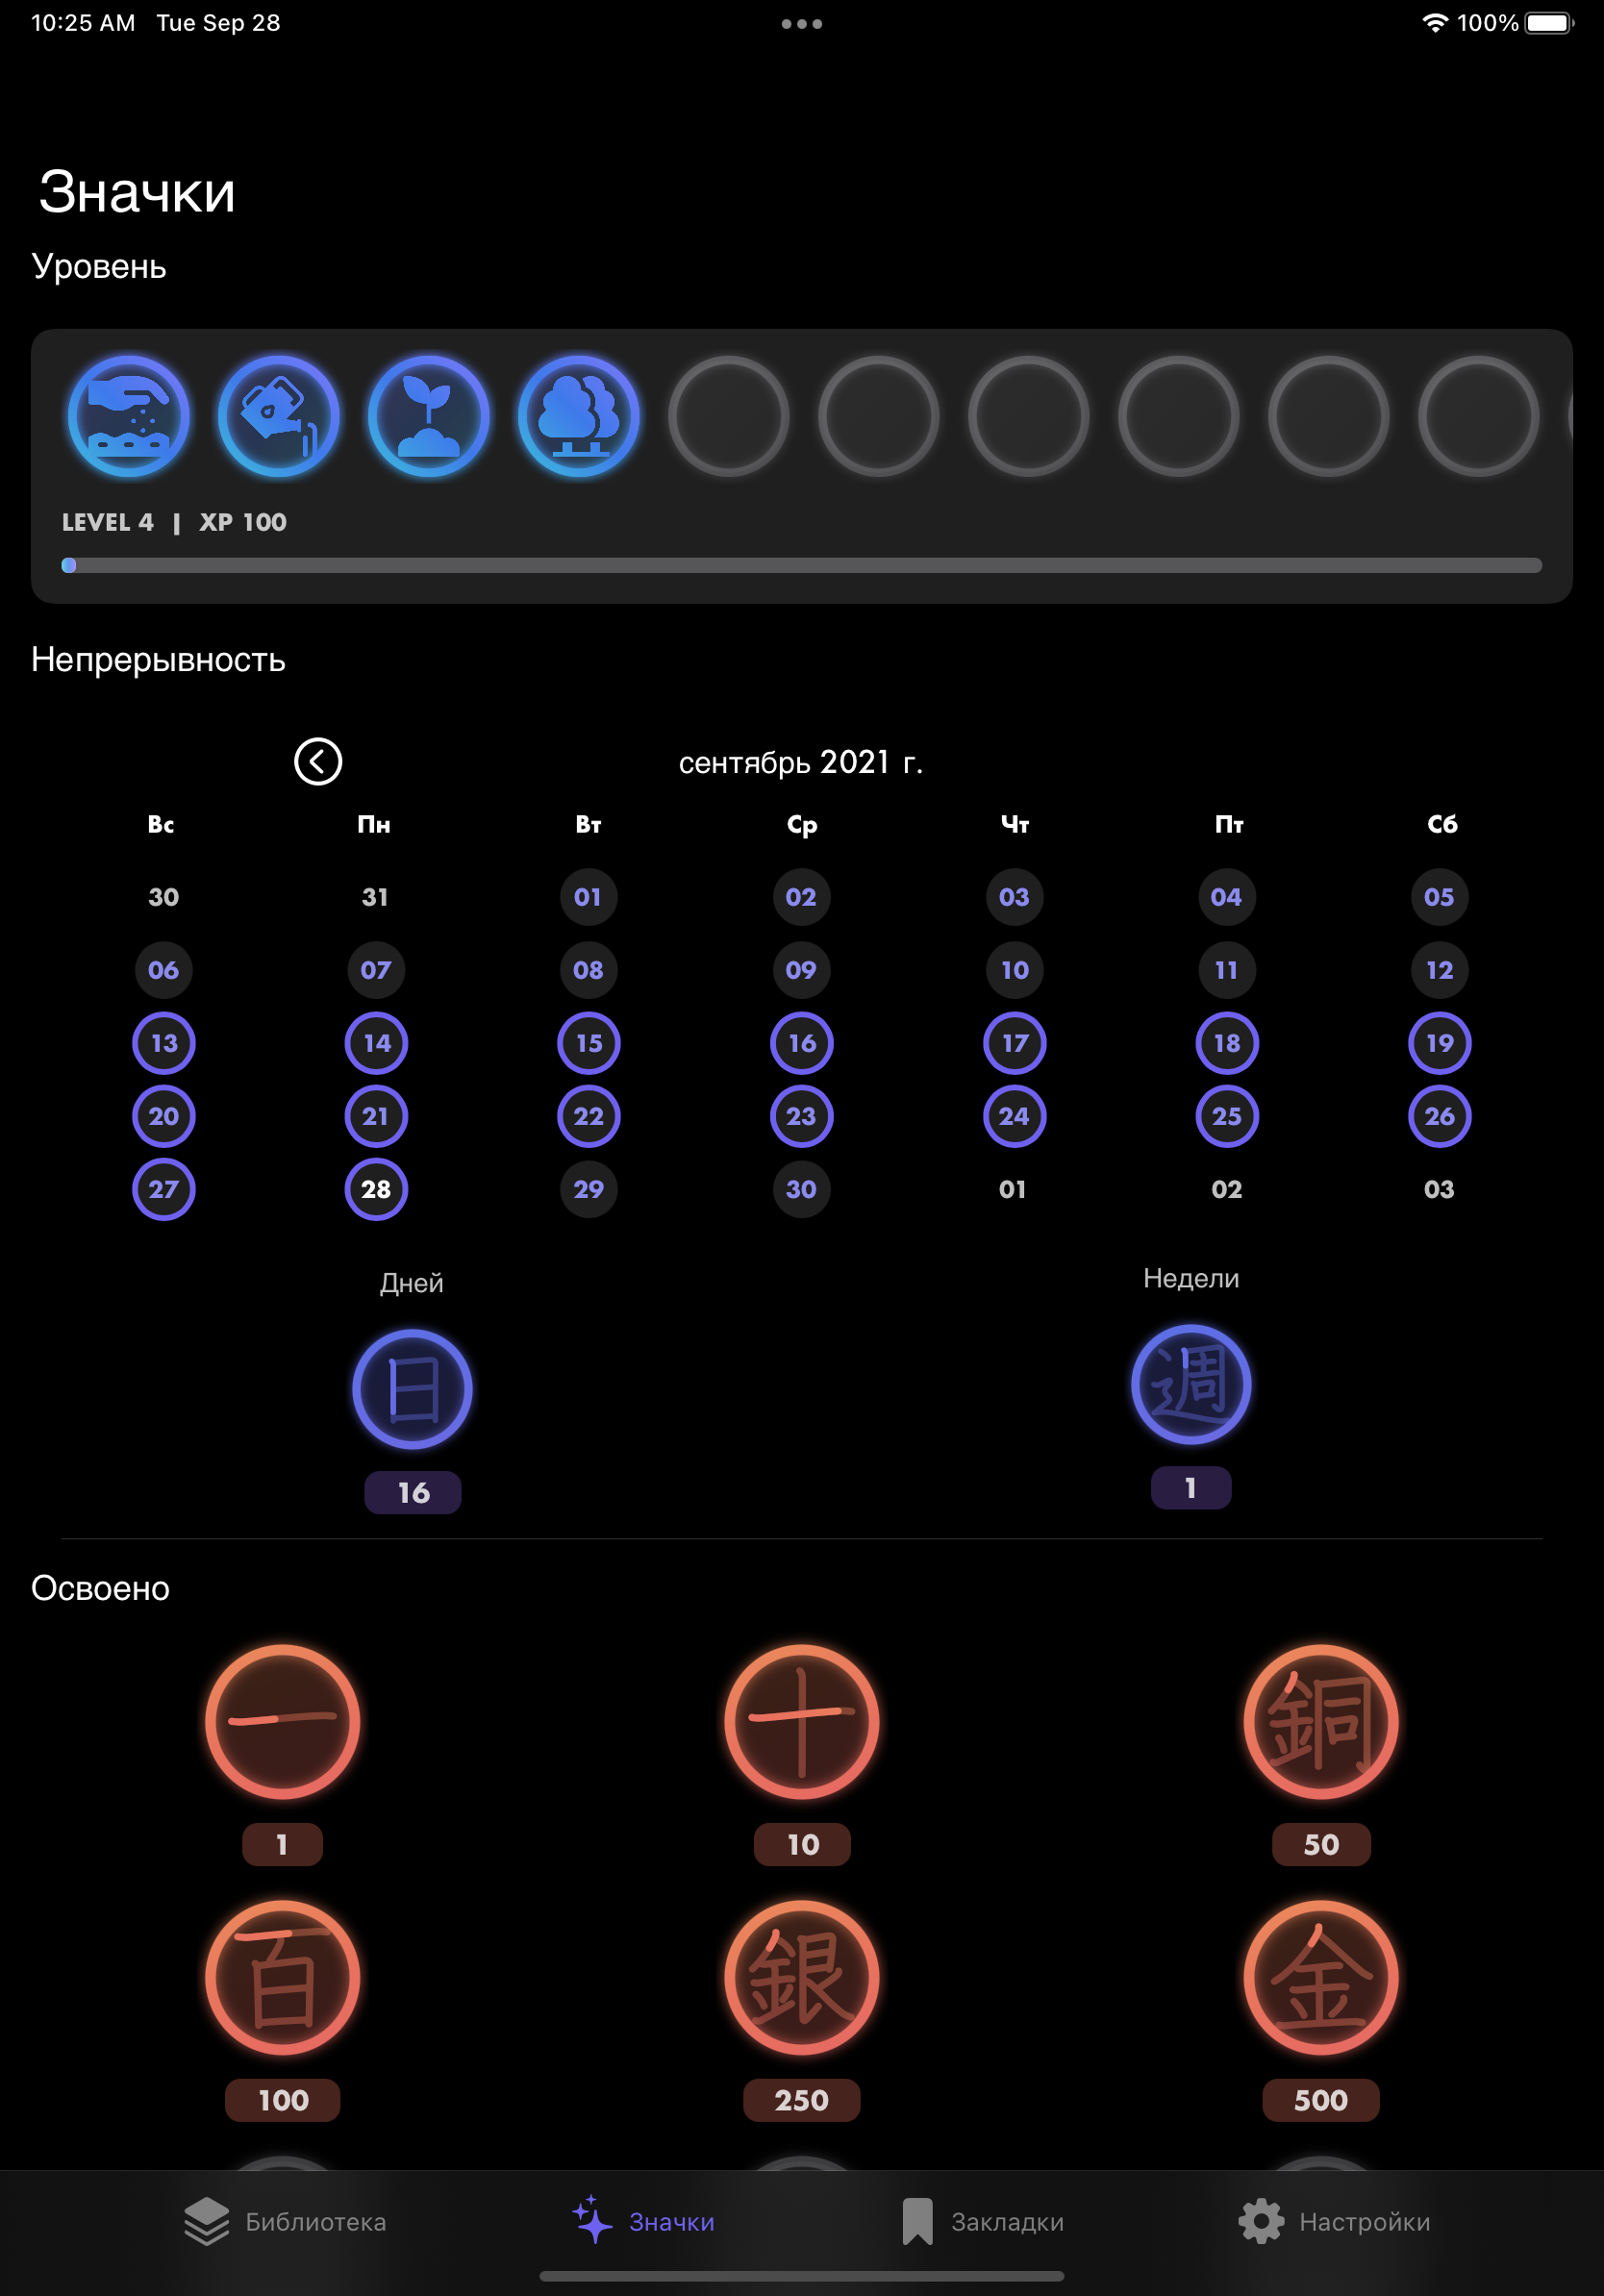 10:25 AM Tue Sep 28 100%
Значки
Уровень
LEVEL 4 | XP 100
Непрерывность
сентябрь 2021 г.
Вс Пн Вт Ср Чт Пт Сб
30 31 01 02 03 04 05
06 07 08 09 10 11 12
13 14 15 16 17 18 19
20 21 22 23 24 25 26
27 28 29 30 01 02 03
Дней Недели
日 週
16 1
Освоено
一 十 銅
1 10 50
百 銀 金
100 250 500
Библиотека Значки Закладки Настройки